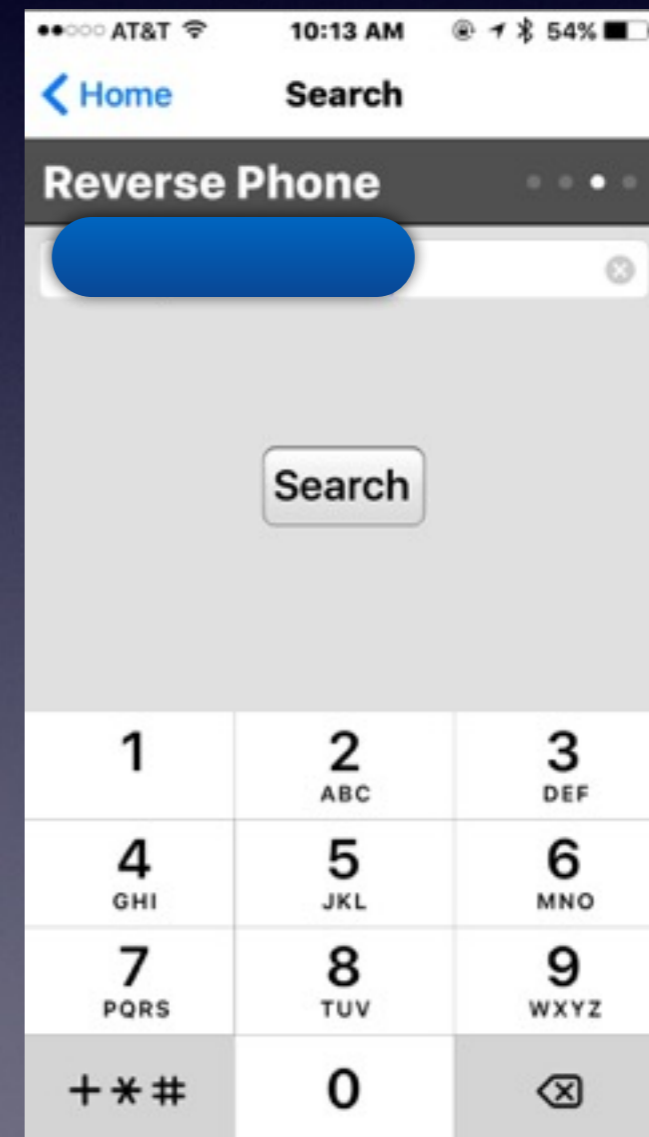 AT&T 10:13 AM 54%
Home Search
Reverse Phone
Search
1 2 3
ABC DEF
4 5 6
GHI JKL MNO
7 8 9
PQRS TUV WXYZ
+*# 0